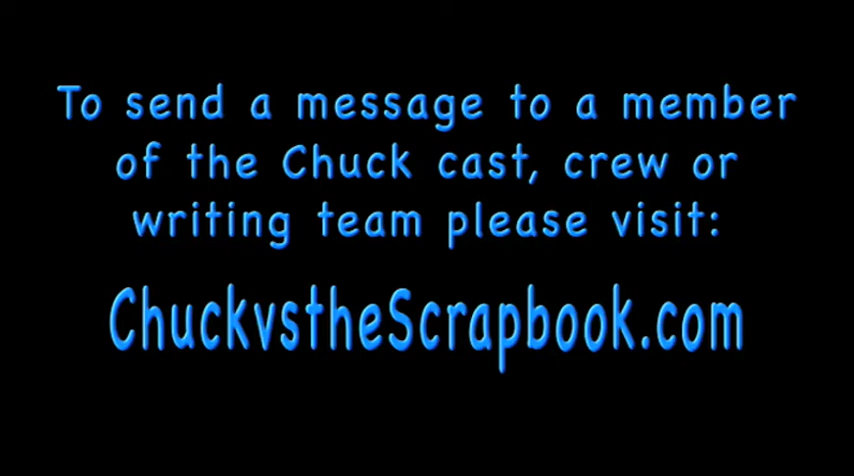 To send a message to a member
of the Chuck cast, crew or
writing team please visit:
ChuckvstheScrapbook.com